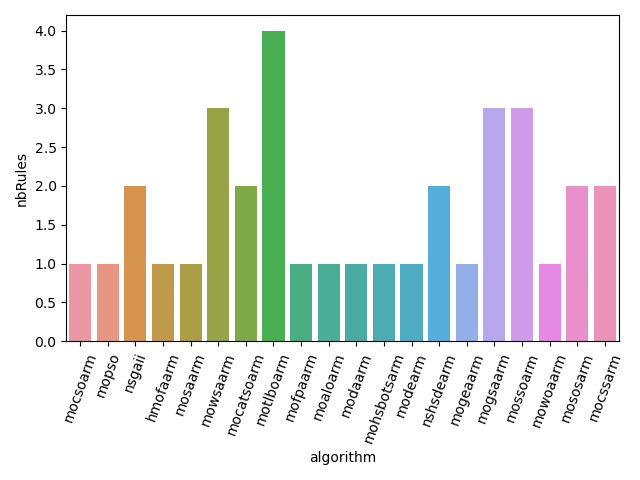 4.0
3.5
3.0
2.5
2.0
1.5
1.0
0.5
0.0
nbRules
mocsoarm
mopso
nsgaii
hmofaarm
mosaarm
mowsaarm
mocatsoarm
motlboarm
mofpaarm
moaloarm
modaarm
mohsbotsarm
modearm
nshsdearm
mogeaarm
mogsaarm
mossoarm
mowoaarm
mososarm
mocssarm
algorithm